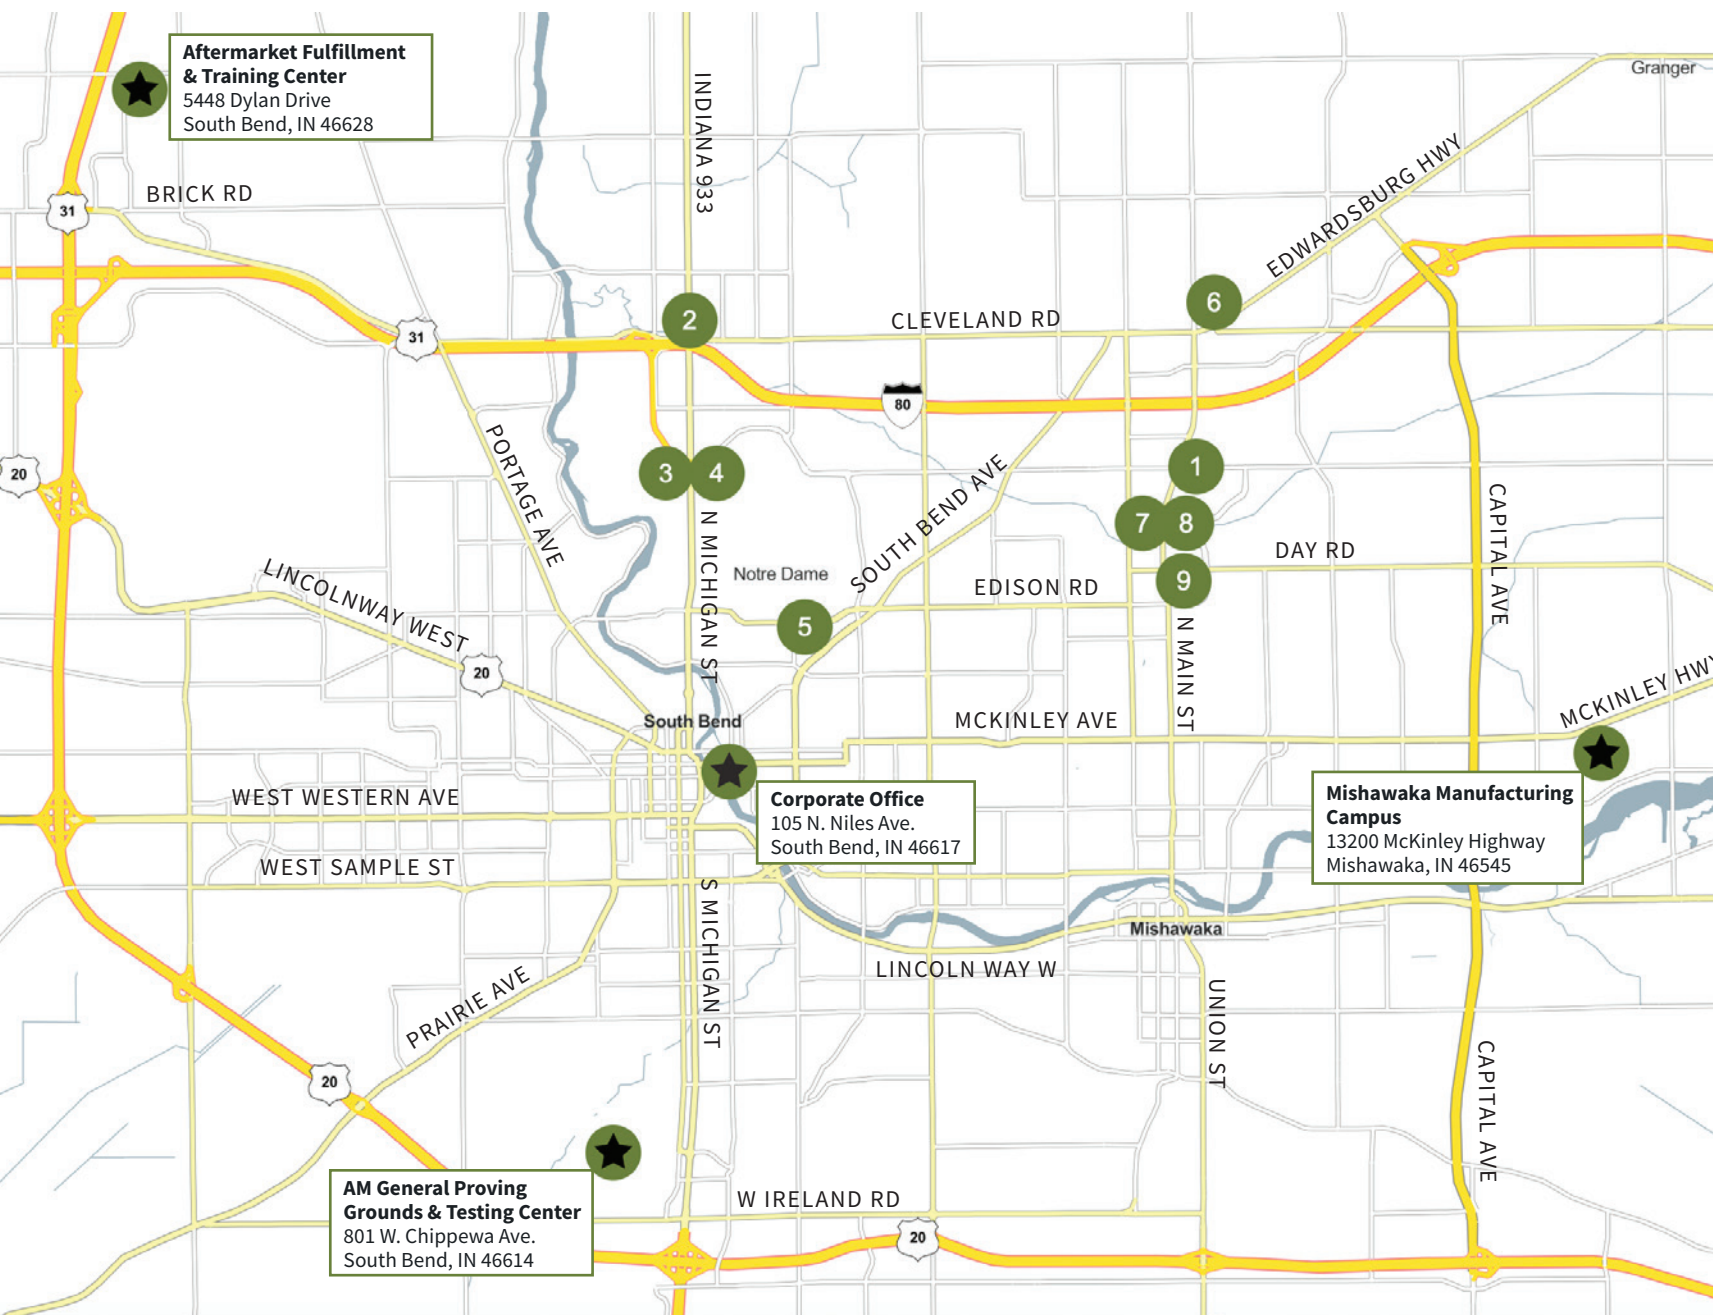 Aftermarket Fulfillment
& Training Center
5448 Dylan Drive
South Bend, IN 46628
Granger
INDIANA 933
EDWARDSBURG HWY
BRICK RD
31
6
2
CLEVELAND RD
31
80
PORTAGE AVE
SOUTH BEND AVE
1
3
4
20
CAPITAL AVE
N MICHIGAN ST
7
8
DAY RD
LINCOLNWAY WEST
Notre Dame
9
EDISON RD
5
N MAIN ST
20
MCKINLEY HWY
South Bend
MCKINLEY AVE
Corporate Office
105 N. Niles Ave.
South Bend, IN 46617
Mishawaka Manufacturing
Campus
13200 McKinley Highway
Mishawaka, IN 46545
WEST WESTERN AVE
WEST SAMPLE ST
S MICHIGAN ST
Mishawaka
LINCOLN WAY W
PRAIRIE AVE
UNION ST
CAPITAL AVE
20
AM General Proving
Grounds & Testing Center
801 W. Chippewa Ave.
South Bend, IN 46614
W IRELAND RD
20